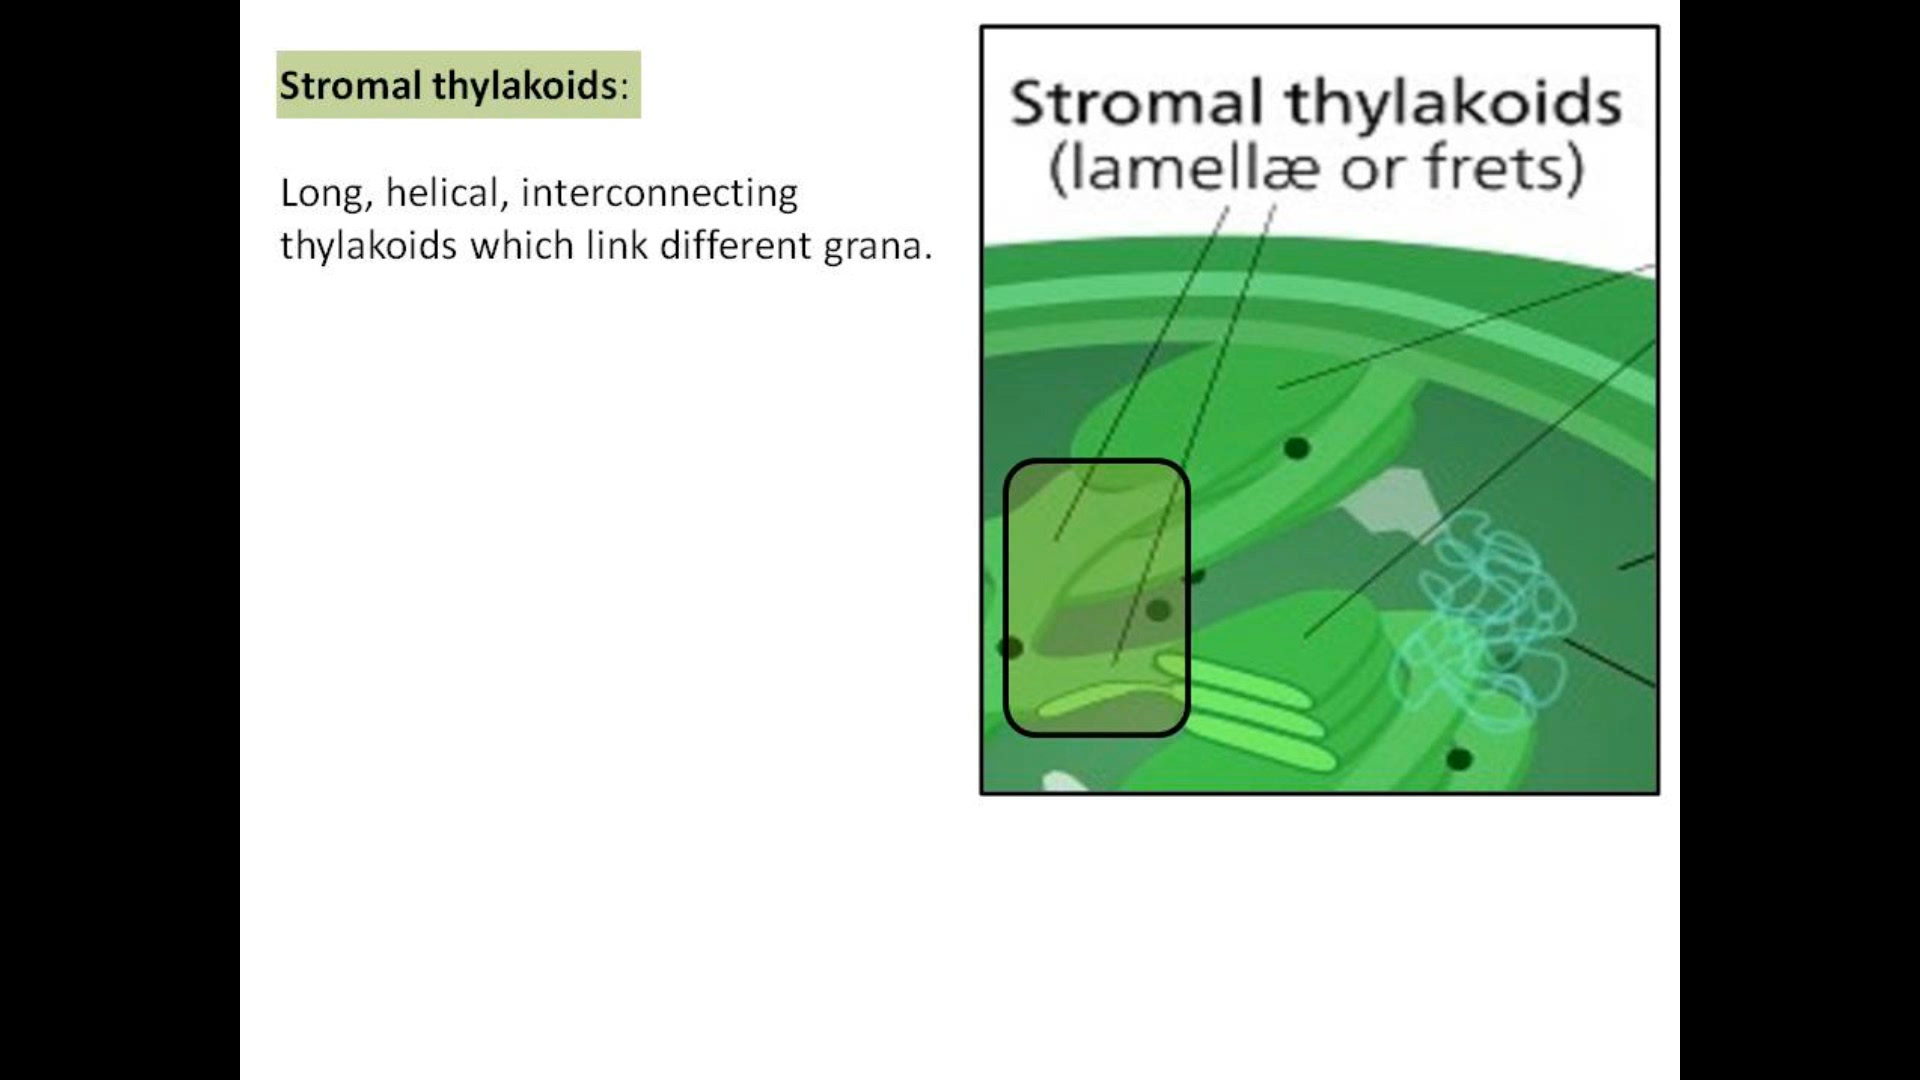 Stromal thylakoids:
Long, helical, interconnecting
thylakoids which link different grana.
Stromal thylakoids
(lamellæ or frets)